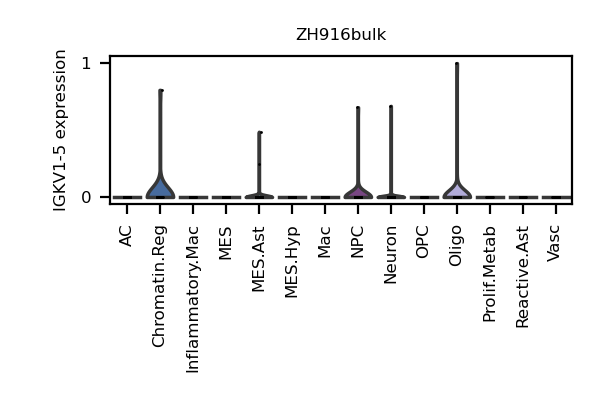 ZH916bulk
IGKV1-5 expression
1
0
AC
Chromatin.Reg
Inflammatory.Mac
MES
MES.Ast
MES.Hyp
Mac
NPC
Neuron
OPC
Oligo
Prolif.Metab
Reactive.Ast
Vasc